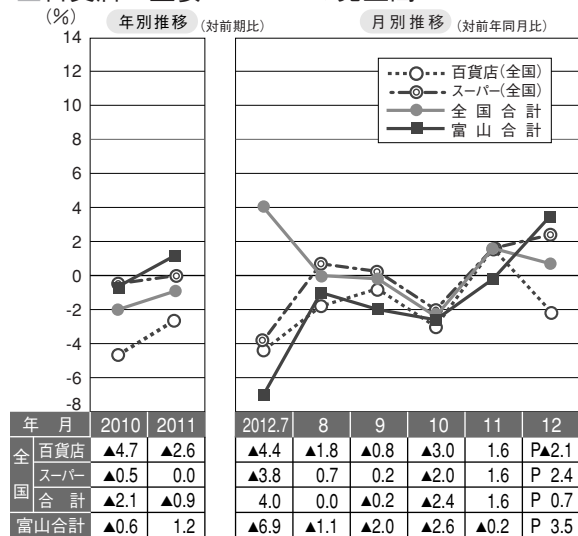 (%)
年別推移 (対前期比)
月別推移 (対前年同月比)
14
12
10
8
6
4
2
0
-2
-4
-6
-8
百貨店(全国)
スーパー(全国)
全国合計
富山合計
年 月 2010 2011 2012.7 8 9 10 11 12
全国 百貨店 ▲4.7 ▲2.6 ▲4.4 ▲1.8 ▲0.8 ▲3.0 1.6 P▲2.1
スーパー ▲0.5 0.0 ▲3.8 0.7 0.2 ▲2.0 1.6 P 2.4
合計 ▲2.1 ▲0.9 4.0 0.0 ▲0.2 ▲2.4 1.6 P 0.7
富山合計 ▲0.6 1.2 ▲6.9 ▲1.1 ▲2.0 ▲2.6 ▲0.2 P 3.5